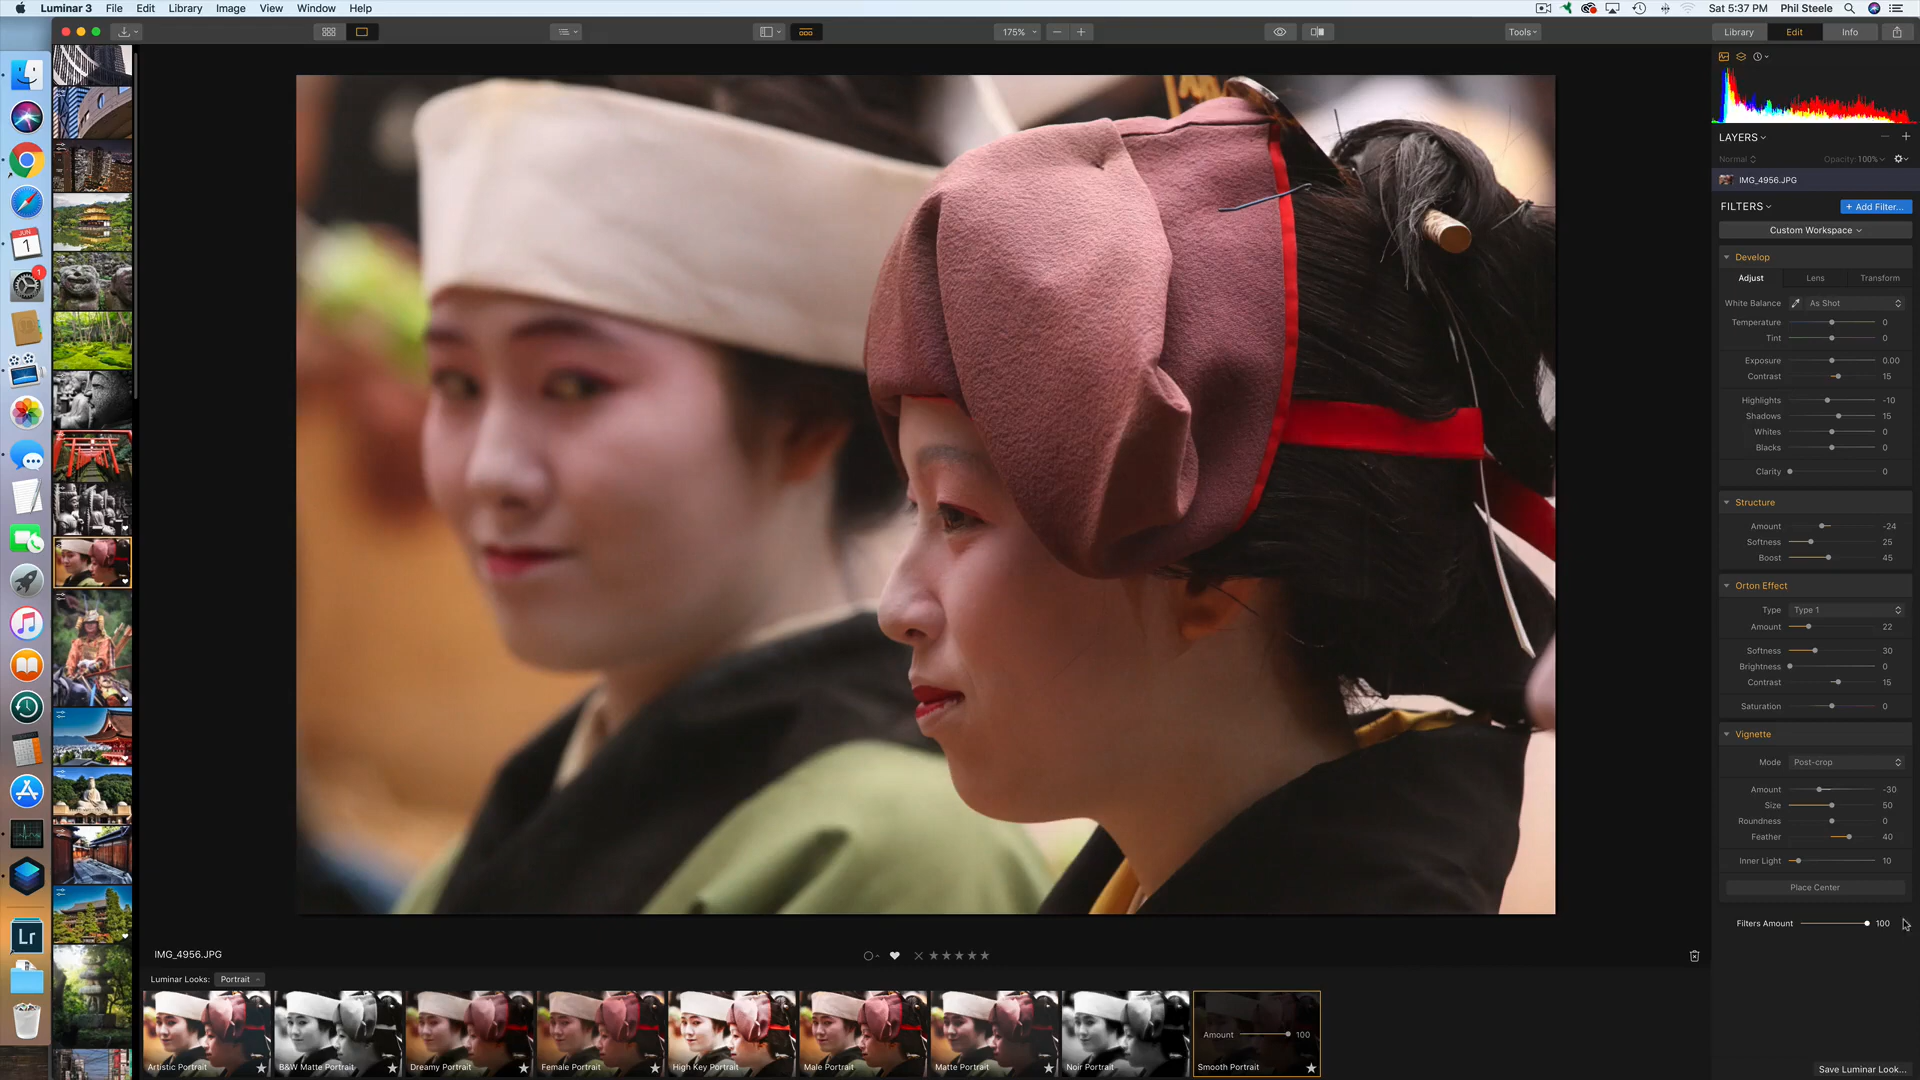 Luminar 3 File Edit Library Image View Window Help
Sat 5:37 PM Phil Steele
175% Tools Library Edit Info
LAYERS
Normal Opacity: 100%
IMG_4956.JPG
FILTERS + Add Filter...
Custom Workspace
Develop
Adjust Lens Transform
White Balance As Shot
Temperature 0
Tint 0
Exposure 0.00
Contrast 15
Highlights -10
Shadows 15
Whites 0
Blacks 0
Clarity 0
Structure
Amount -24
Softness 25
Boost 45
Orton Effect
Type Type 1
Amount 22
Softness 30
Brightness 0
Contrast 15
Saturation 0
Vignette
Mode Post-crop
Amount -30
Size 50
Roundness 0
Feather 40
Inner Light 10
Place Center
Filters Amount 100
JUN
1
1
Lr
IMG_4956.JPG
Luminar Looks: Portrait
Amount 100
Artistic Portrait B&W Matte Portrait Dreamy Portrait Female Portrait High Key Portrait Male Portrait Matte Portrait Noir Portrait Smooth Portrait
Save Luminar Look...